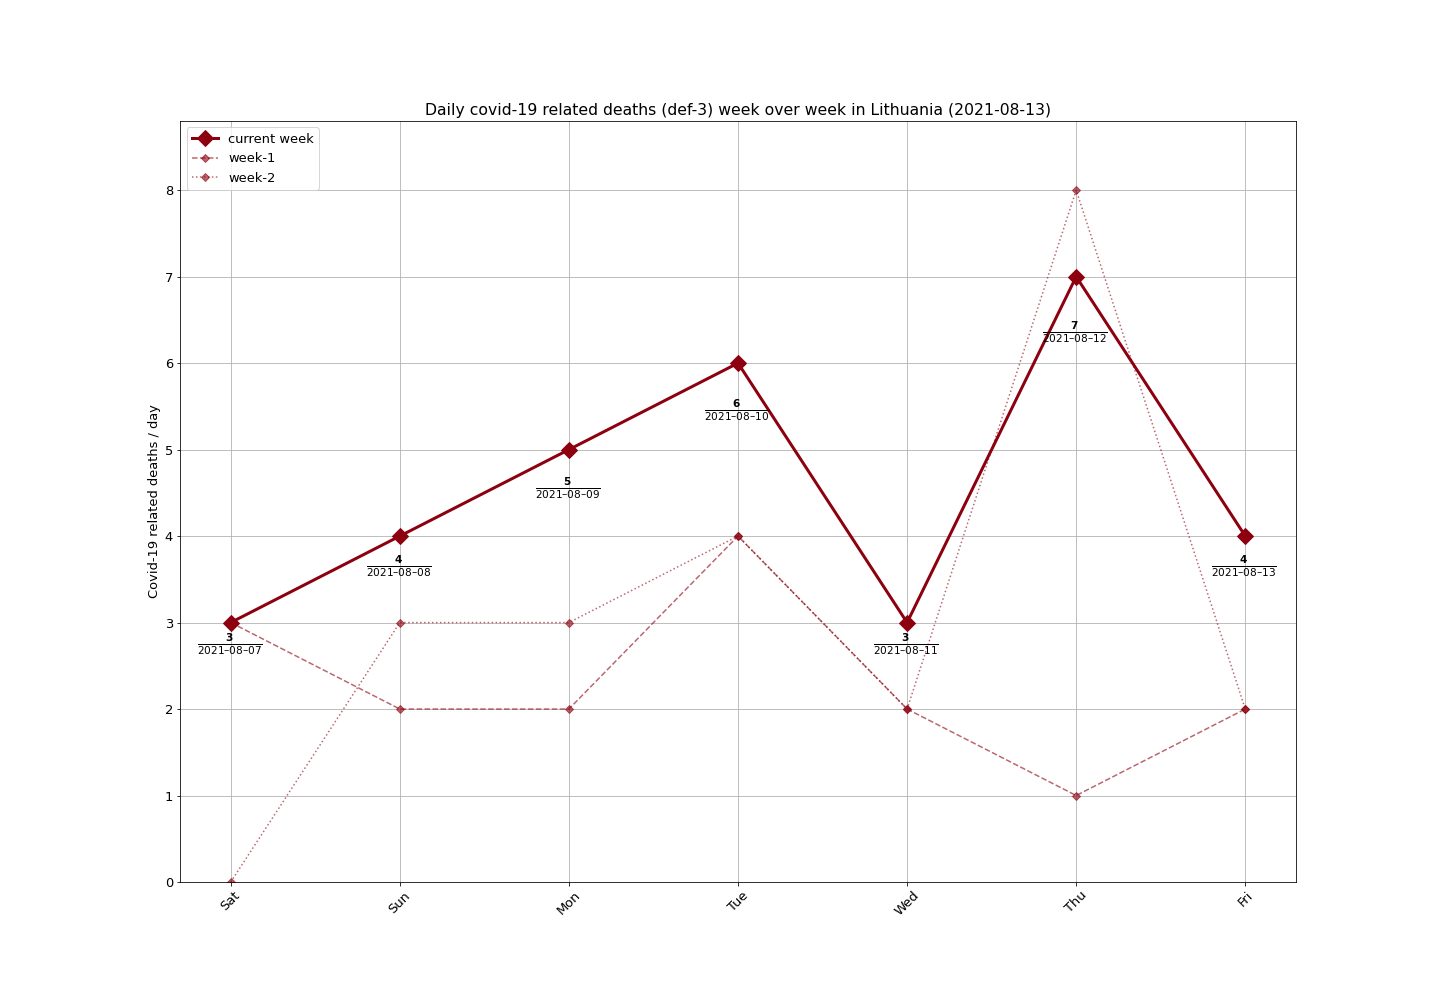 Daily covid-19 related deaths (def-3) week over week in Lithuania (2021-08-13)
current week
week-1
week-2
Covid-19 related deaths / day
8
7
6
5
4
3
2
1
0
3
2021–08–07
4
2021–08–08
5
2021–08–09
6
2021–08–10
3
2021–08–11
7
2021–08–12
4
2021–08–13
Sat
Sun
Mon
Tue
Wed
Thu
Fri